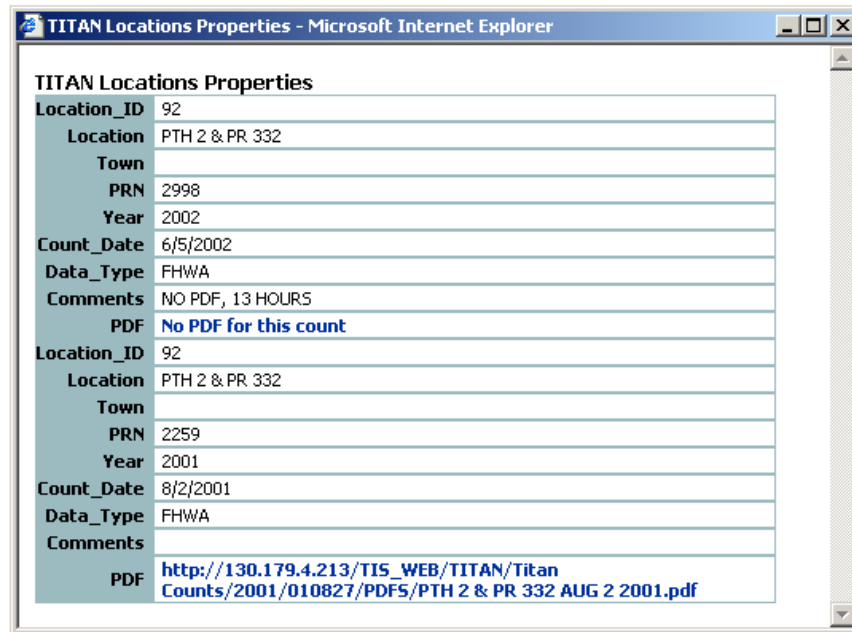 TITAN Locations Properties - Microsoft Internet Explorer
TITAN Locations Properties
Location_ID 92
Location PTH 2 & PR 332
Town
PRN 2998
Year 2002
Count_Date 6/5/2002
Data_Type FHWA
Comments NO PDF, 13 HOURS
PDF No PDF for this count
Location_ID 92
Location PTH 2 & PR 332
Town
PRN 2259
Year 2001
Count_Date 8/2/2001
Data_Type FHWA
Comments
PDF http://130.179.4.213/TIS_WEB/TITAN/Titan
Counts/2001/010827/PDFS/PTH 2 & PR 332 AUG 2 2001.pdf